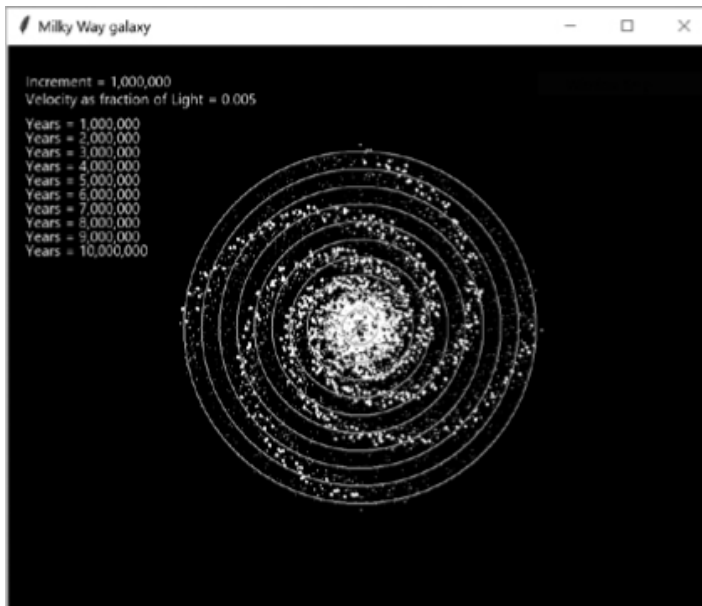 Milky Way galaxy
Increment = 1,000,000
Velocity as fraction of Light = 0.005
Years = 1,000,000
Years = 2,000,000
Years = 3,000,000
Years = 4,000,000
Years = 5,000,000
Years = 6,000,000
Years = 7,000,000
Years = 8,000,000
Years = 9,000,000
Years = 10,000,000